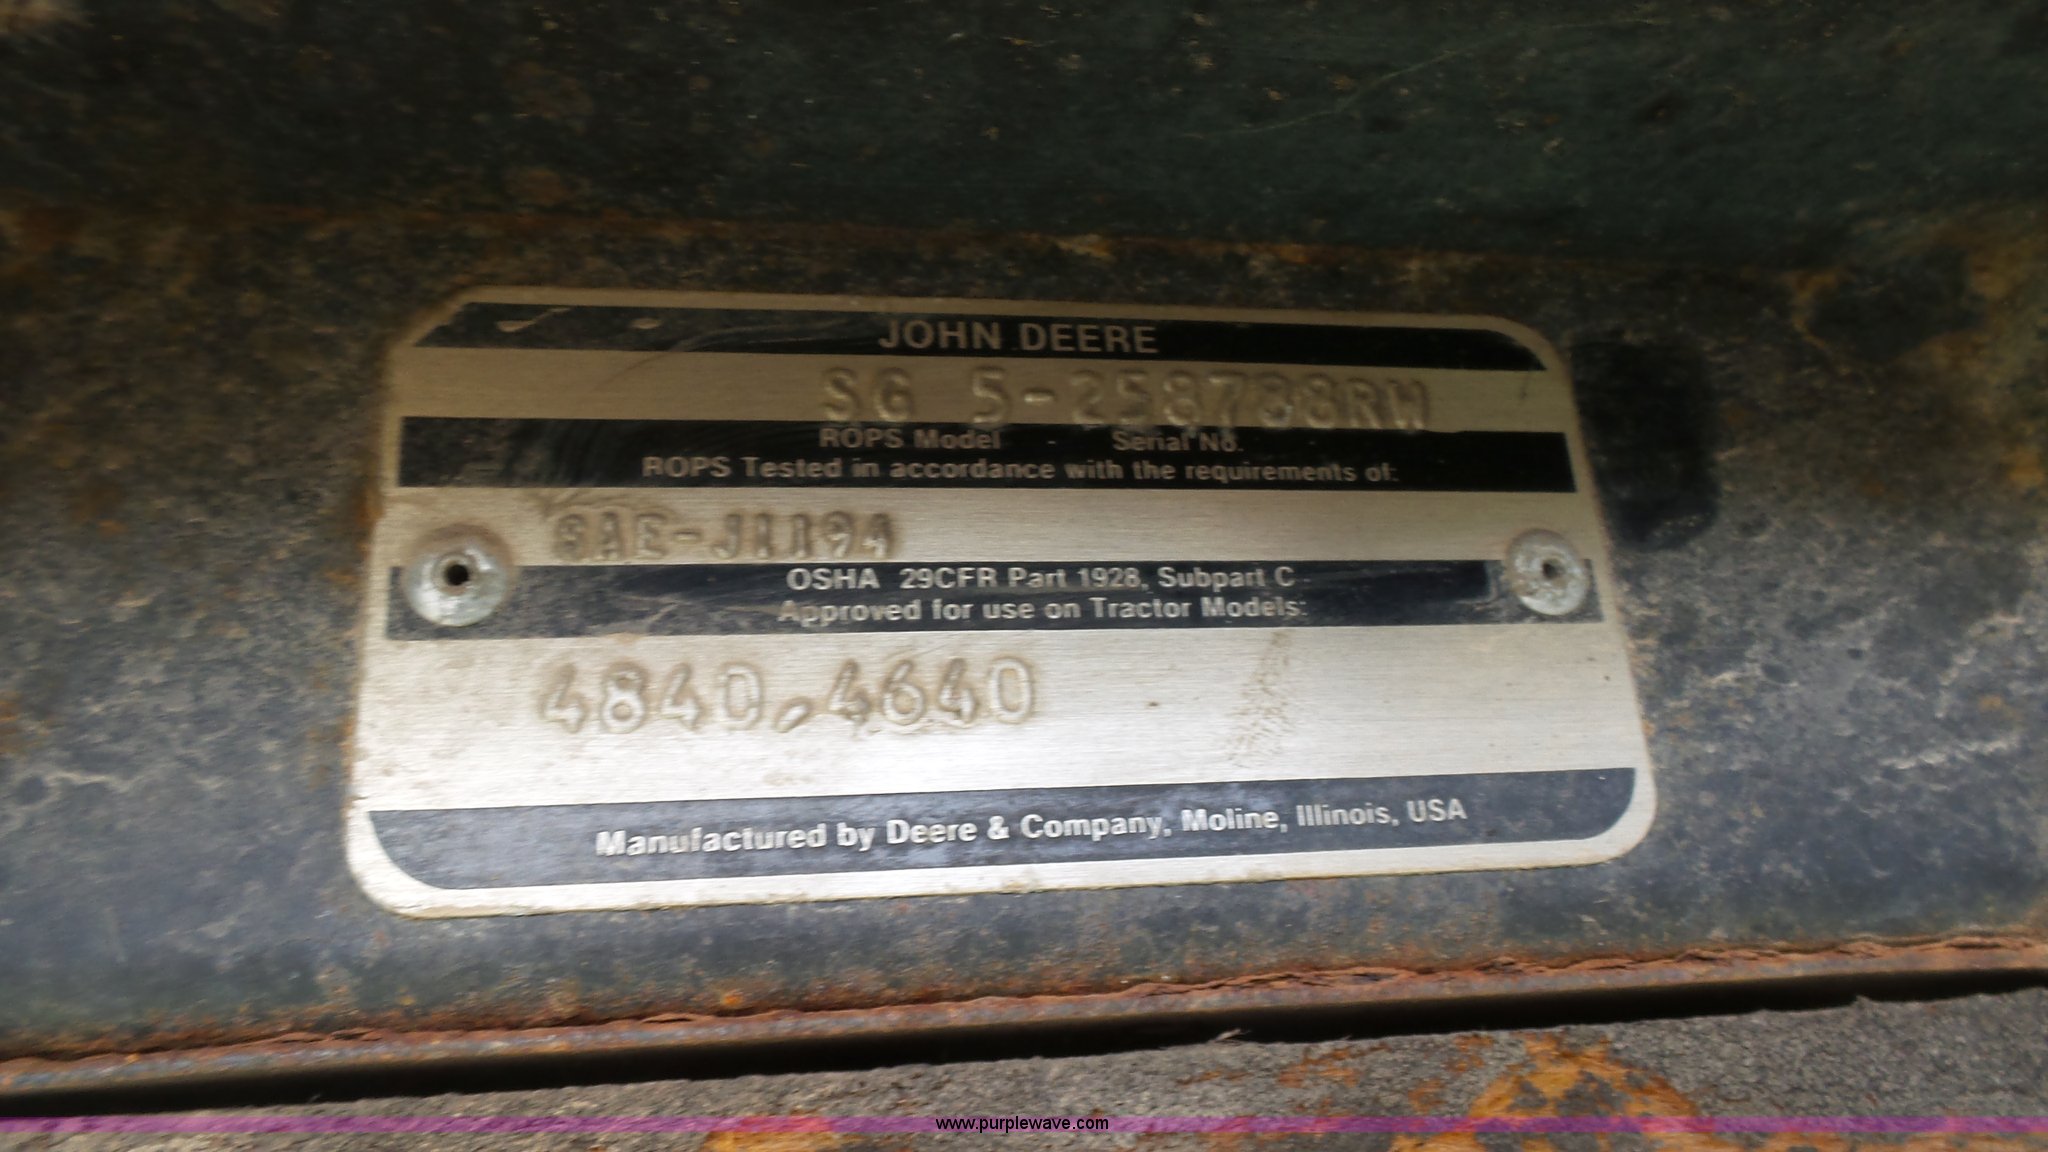 JOHN DEERE
SG 5-258788RW
ROPS Model Serial No.
ROPS Tested in accordance with the requirements of:
SAE-J1194
OSHA 29CFR Part 1928, Subpart C
Approved for use on Tractor Models:
4840,4640
Manufactured by Deere & Company, Moline, Illinois, USA
www.purplewave.com